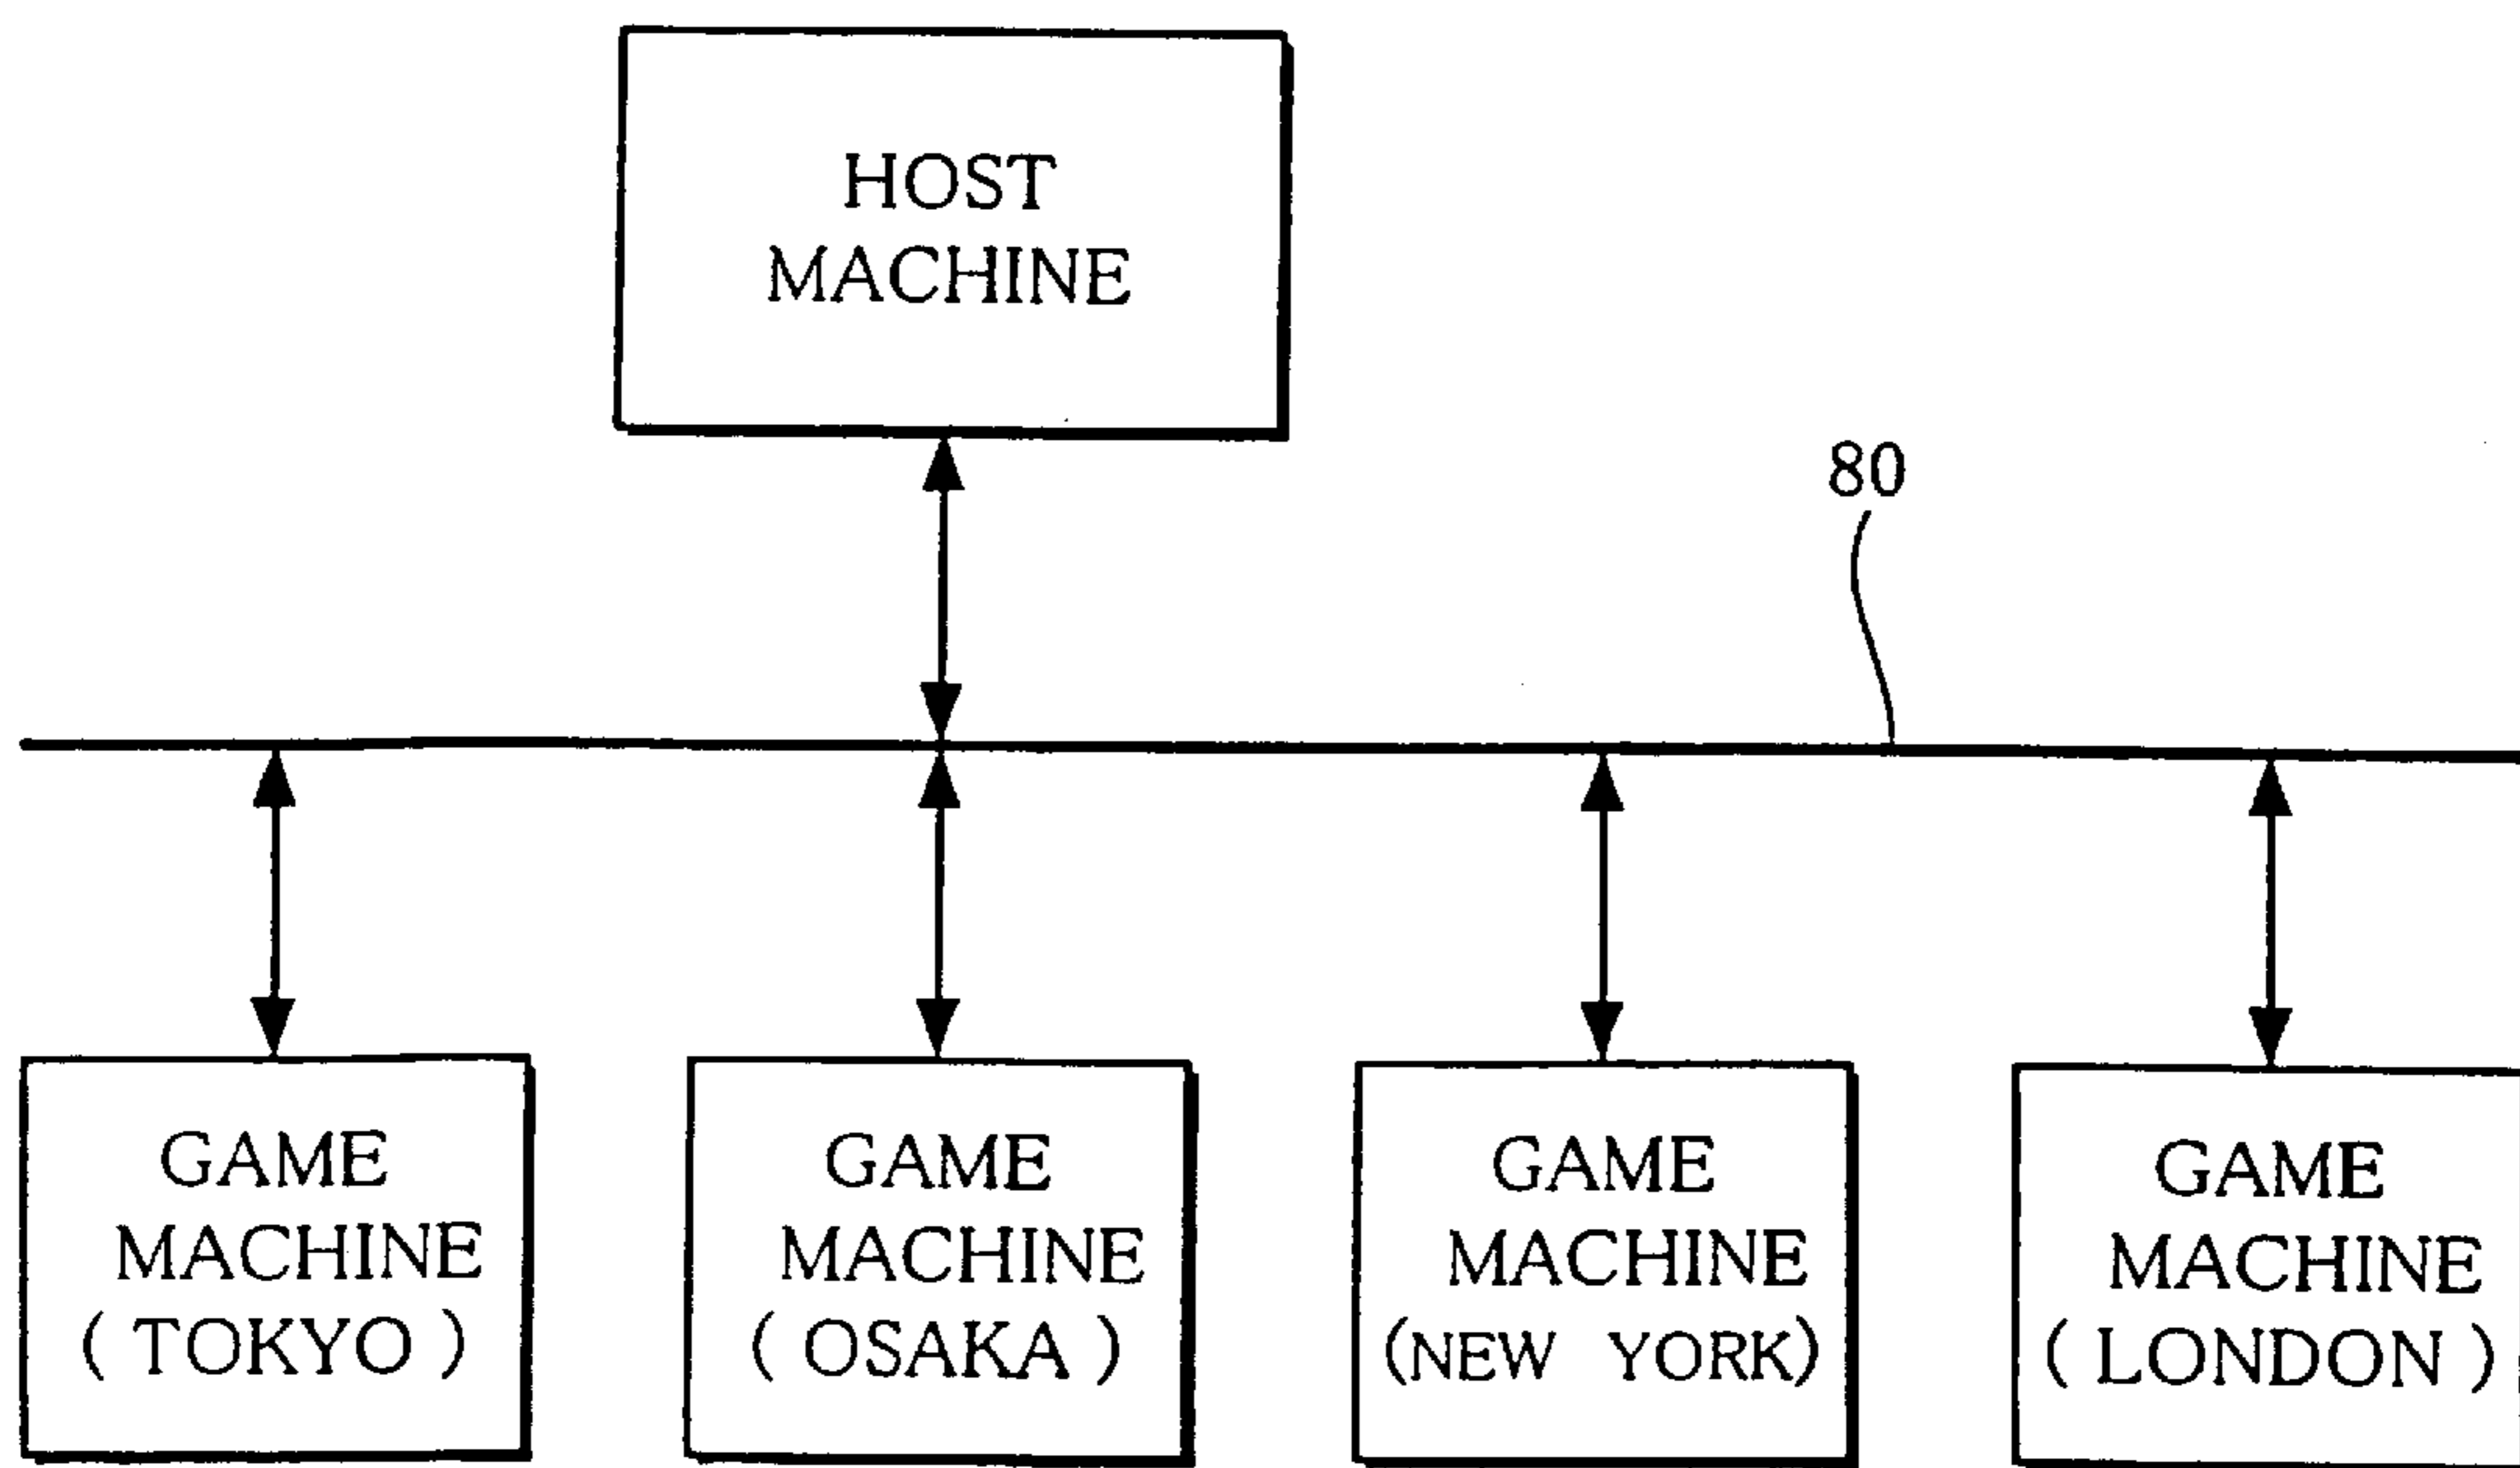 HOST
MACHINE
80
GAME
MACHINE
( TOKYO )
GAME
MACHINE
( OSAKA )
GAME
MACHINE
(NEW YORK)
GAME
MACHINE
( LONDON )